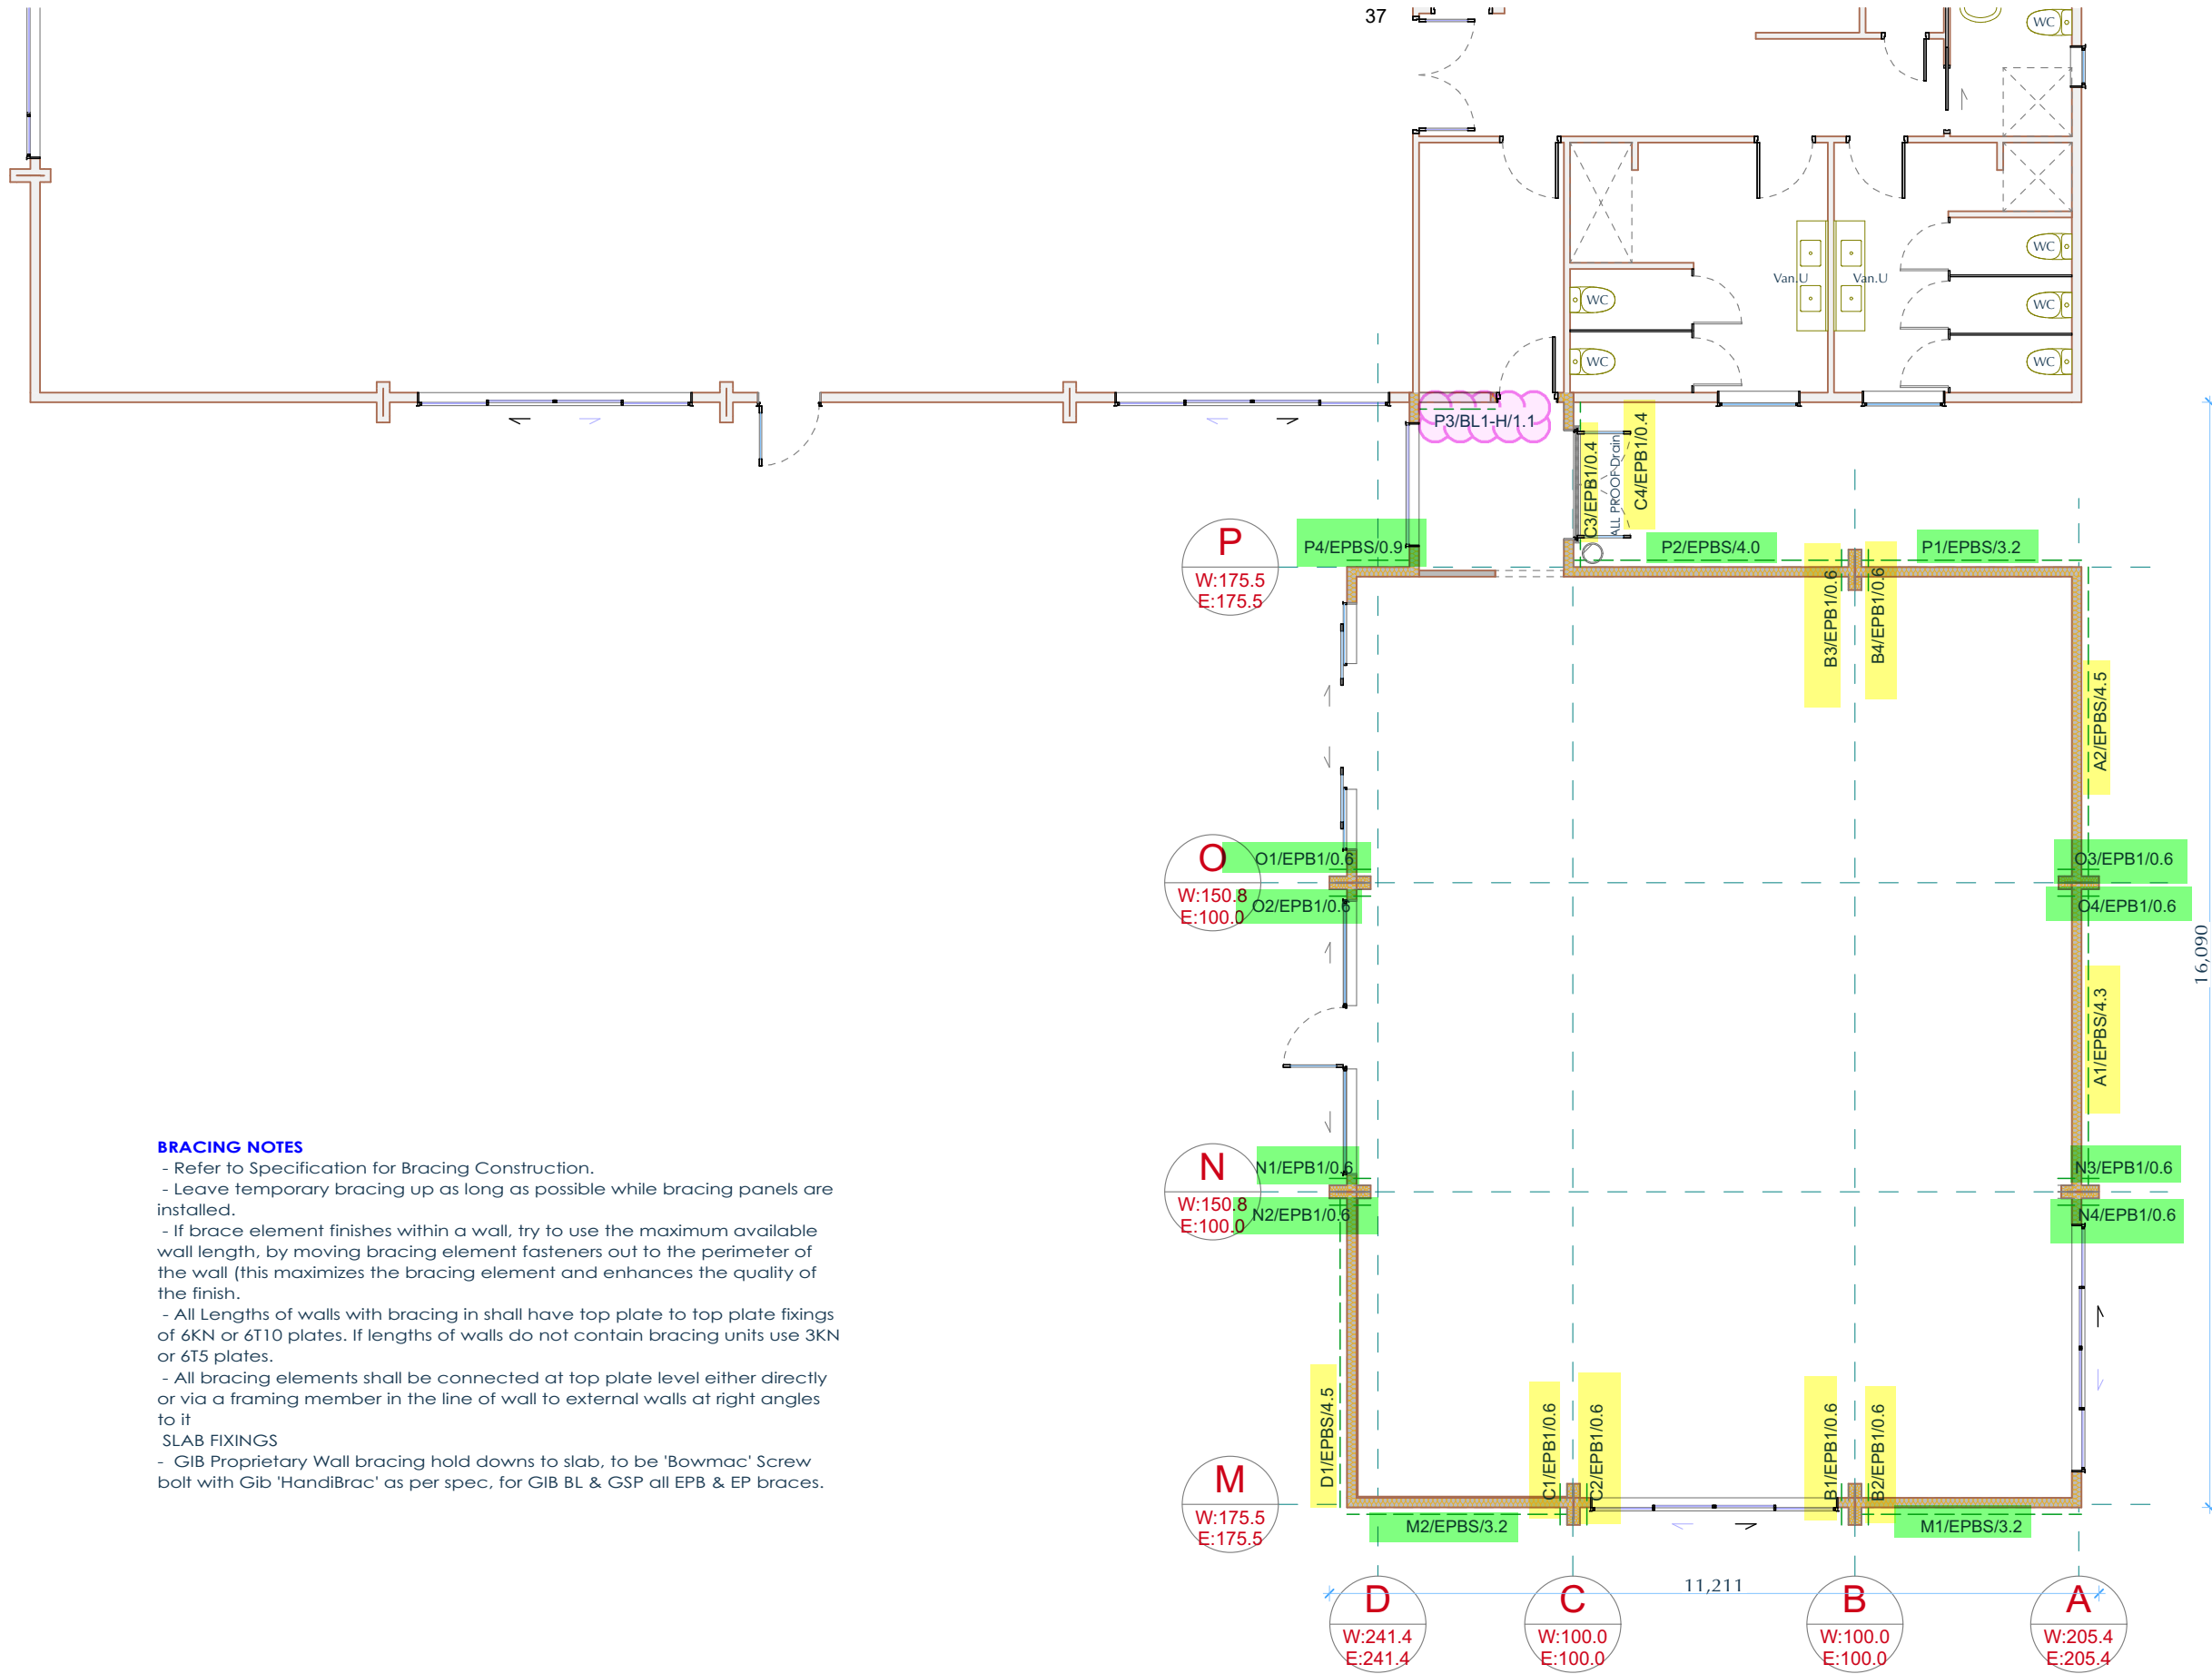 37
WC
WC
Van.U
Van.U
WC
WC
WC
WC
P3/BL1-H/1.1
C3/EPB1/0.4
ALL PROOF Drain
C4/EPB1/0.4
P
W:175.5
E:175.5
P4/EPBS/0.9
P2/EPBS/4.0
P1/EPBS/3.2
B3/EPB1/0.6
B4/EPB1/0.6
A2/EPBS/4.5
O
W:150.8
E:100.0
O1/EPB1/0.6
O2/EPB1/0.6
O3/EPB1/0.6
O4/EPB1/0.6
16,090
A1/EPBS/4.3
N
W:150.8
E:100.0
N1/EPB1/0.6
N2/EPB1/0.6
N3/EPB1/0.6
N4/EPB1/0.6
BRACING NOTES
- Refer to Specification for Bracing Construction.
- Leave temporary bracing up as long as possible while bracing panels are
installed.
- If brace element finishes within a wall, try to use the maximum available
wall length, by moving bracing element fasteners out to the perimeter of
the wall (this maximizes the bracing element and enhances the quality of
the finish.
- All Lengths of walls with bracing in shall have top plate to top plate fixings
of 6KN or 6T10 plates. If lengths of walls do not contain bracing units use 3KN
or 6T5 plates.
- All bracing elements shall be connected at top plate level either directly
or via a framing member in the line of wall to external walls at right angles
to it
SLAB FIXINGS
- GIB Proprietary Wall bracing hold downs to slab, to be 'Bowmac' Screw
bolt with Gib 'HandiBrac' as per spec, for GIB BL & GSP all EPB & EP braces.
D1/EPBS/4.5
C1/EPB1/0.6
C2/EPB1/0.6
B1/EPB1/0.6
B2/EPB1/0.6
M
W:175.5
E:175.5
M2/EPBS/3.2
M1/EPBS/3.2
11,211
D
W:241.4
E:241.4
C
W:100.0
E:100.0
B
W:100.0
E:100.0
A
W:205.4
E:205.4